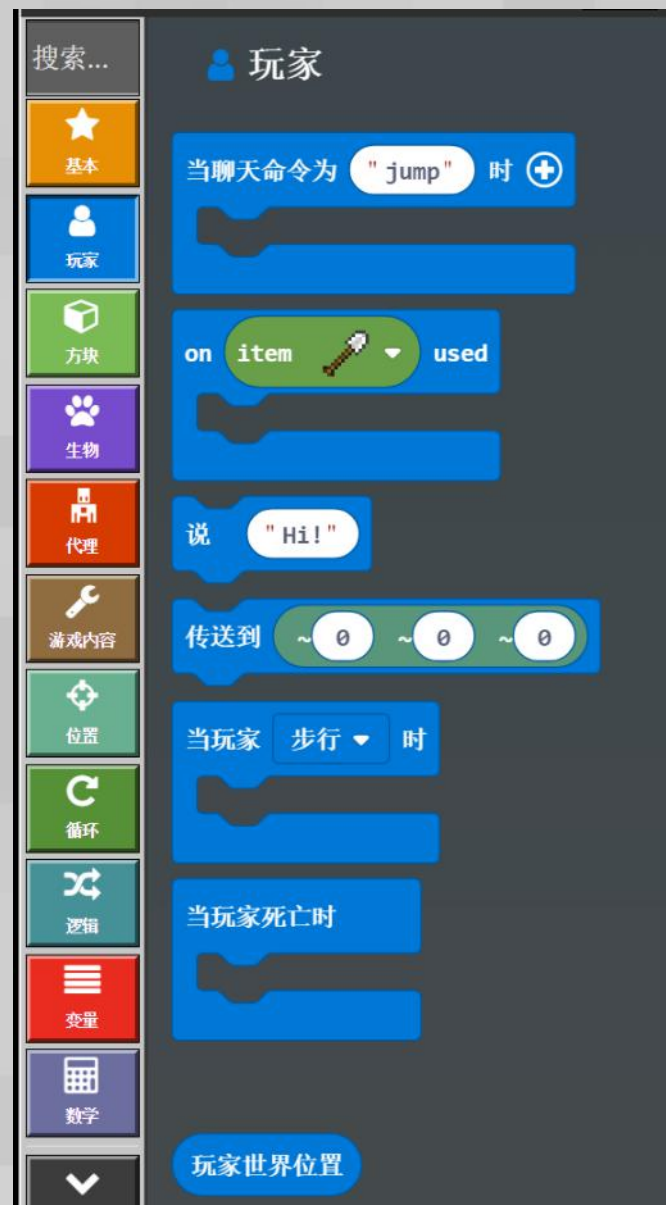 搜索...
基本
玩家
方块
生物
代理
游戏内容
位置
循环
逻辑
变量
数学
玩家
当聊天命令为 "jump" 时
on item used
说 "Hi!"
传送到 ~0 ~0 ~0
当玩家 步行 时
当玩家死亡时
玩家世界位置